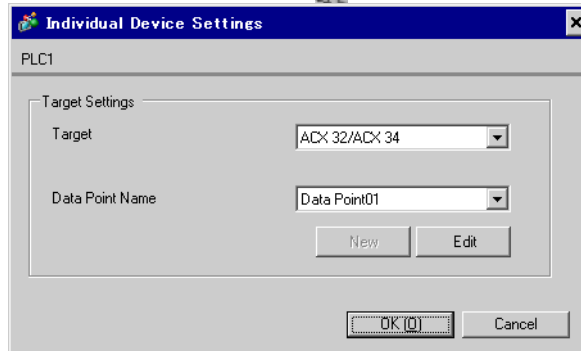 Individual Device Settings
PLC1
Target Settings
Target
ACX 32/ACX 34
Data Point Name
Data Point01
New
Edit
OK (O)
Cancel